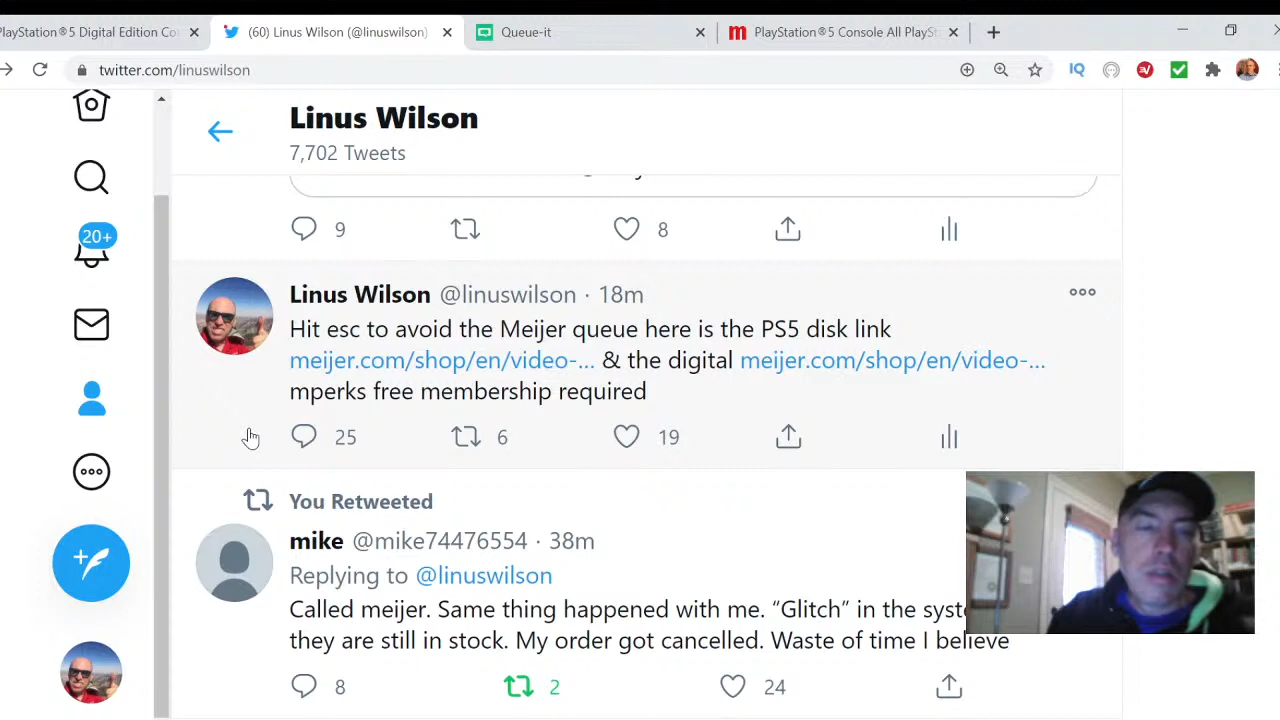 PlayStation®5 Digital Edition Co
(60) Linus Wilson (@linuswilson)
Queue-it
m
PlayStation®5 Console All PlaySt
twitter.com/linuswilson
IQ
Linus Wilson
7,702 Tweets
9 8
20+
Linus Wilson @linuswilson · 18m
Hit esc to avoid the Meijer queue here is the PS5 disk link
meijer.com/shop/en/video-... & the digital meijer.com/shop/en/video-...
mperks free membership required
25 6 19
You Retweeted
mike @mike74476554 · 38m
Replying to @linuswilson
Called meijer. Same thing happened with me. “Glitch” in the syst
they are still in stock. My order got cancelled. Waste of time I believe
8 2 24